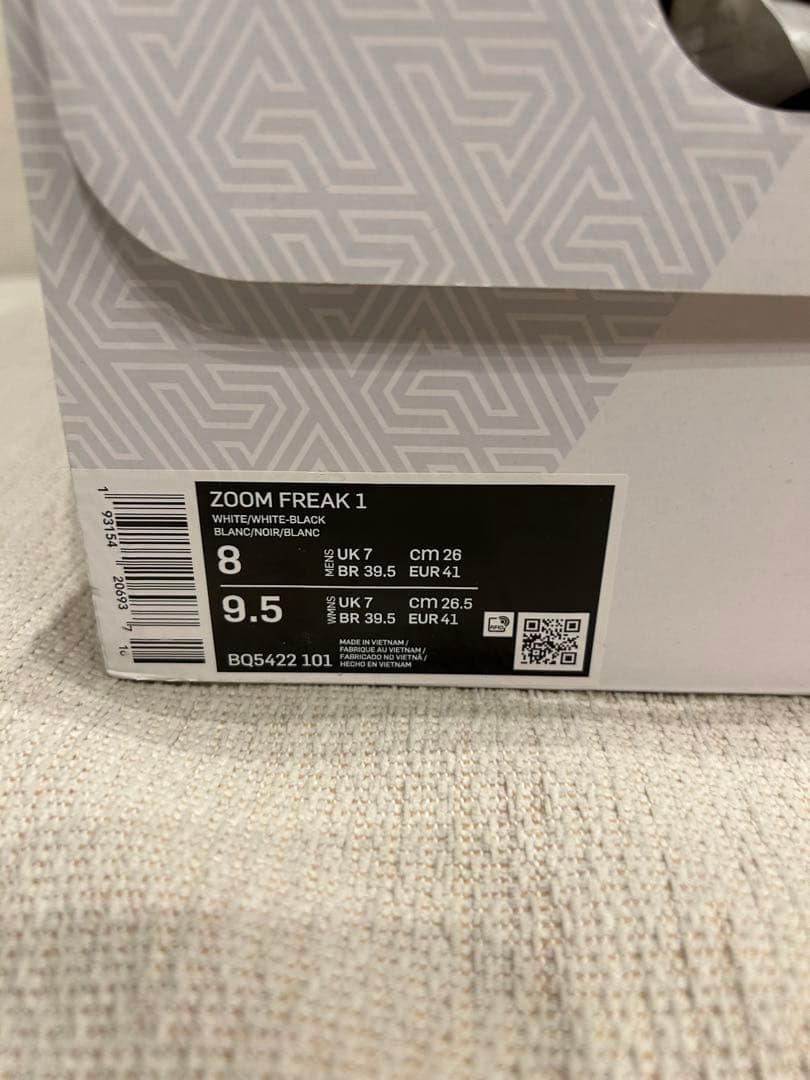 ZOOM FREAK 1
WHITE/WHITE-BLACK
BLANC/NOIR/BLANC
8 MENS UK 7 cm 26
BR 39.5 EUR 41
9.5 WMNS UK 7 cm 26.5
BR 39.5 EUR 41
BQ5422 101
MADE IN VIETNAM /
FABRIQUE AU VIETNAM /
FABRICADO NO VIETNÃ /
HECHO EN VIETNAM
RFID
1 93154 20693 7